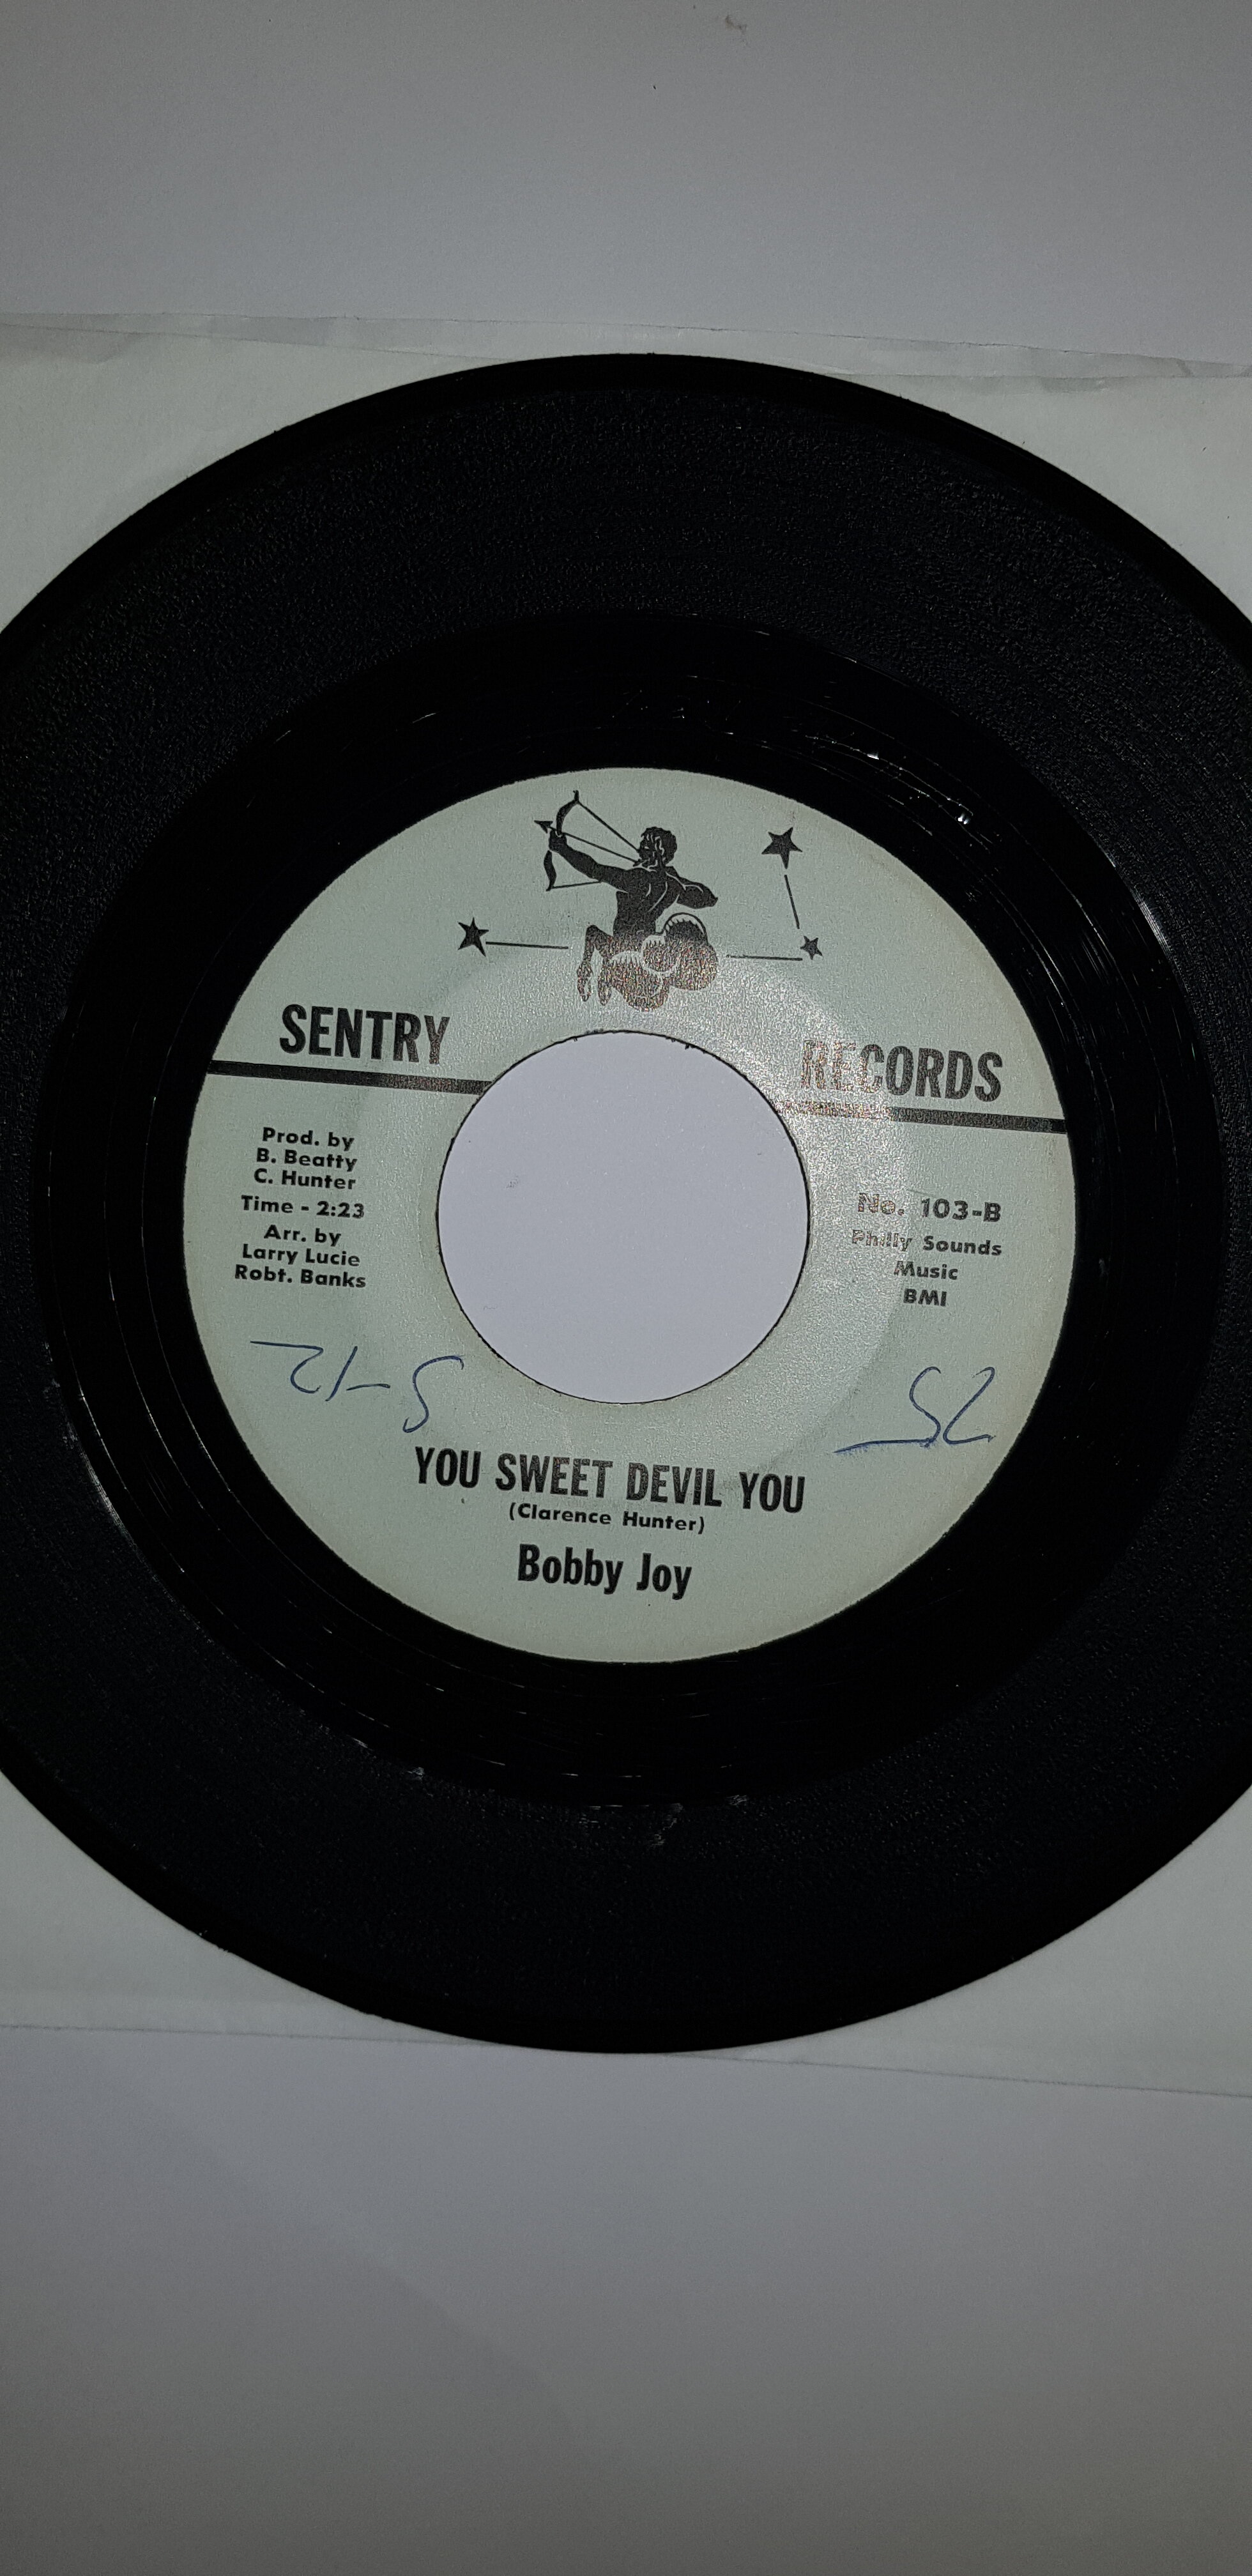 SENTRY RECORDS
Prod. by
B. Beatty
C. Hunter
Time - 2:23
Arr. by
Larry Lucie
Robt. Banks
No. 103-B
Philly Sounds
Music
BMI
YOU SWEET DEVIL YOU
(Clarence Hunter)
Bobby Joy